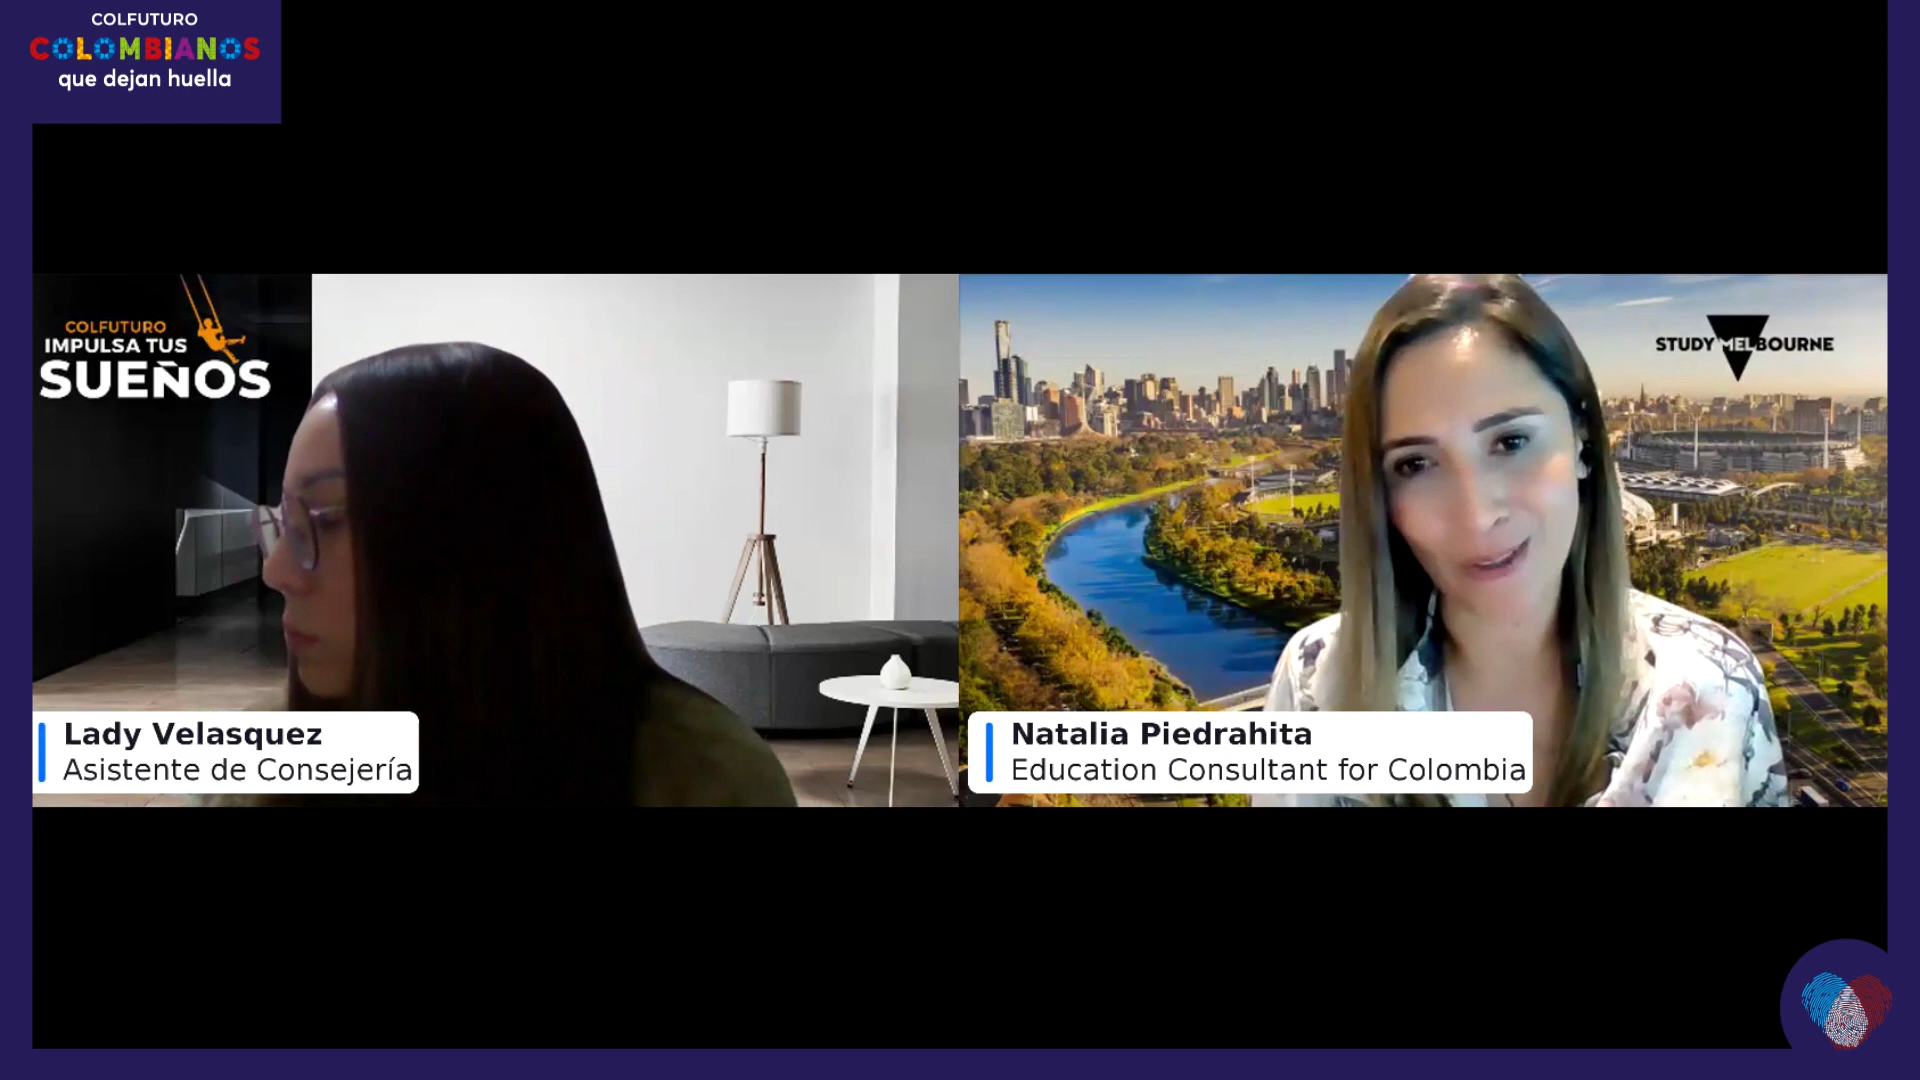 COLFUTURO
COLOMBIANOS
que dejan huella
COLFUTURO
IMPULSA TUS
SUEÑOS
STUDY MELBOURNE
Lady Velasquez
Asistente de Consejería
Natalia Piedrahita
Education Consultant for Colombia